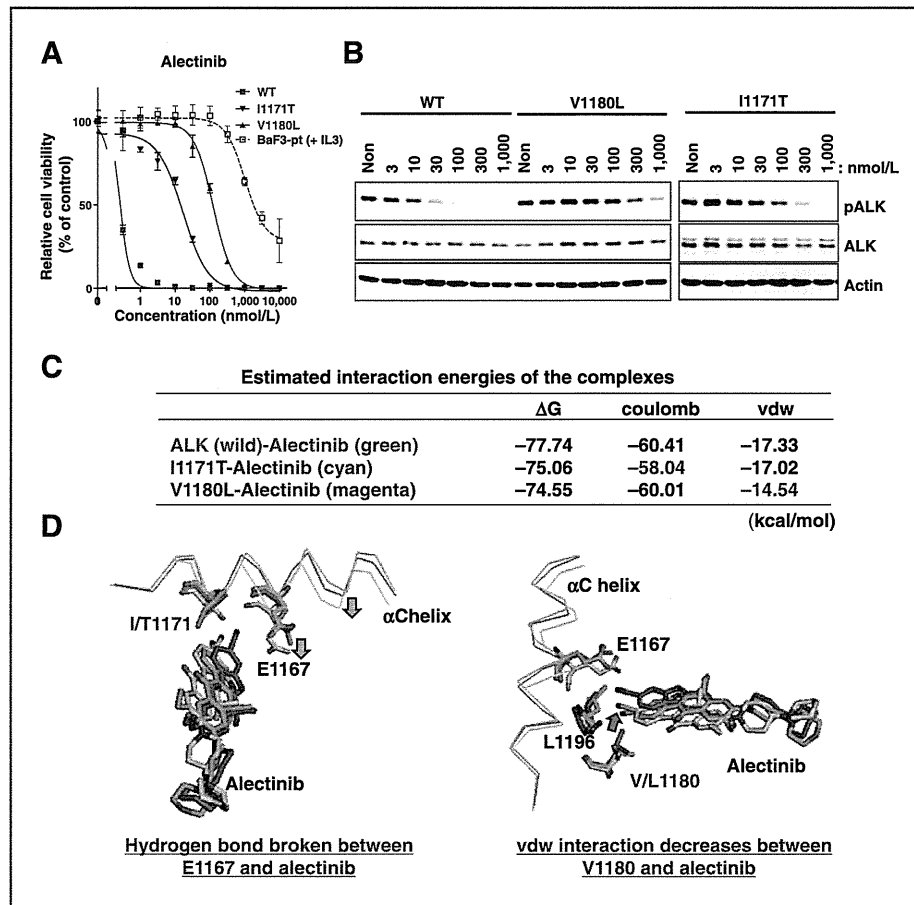 A
Alectinib
WT
I1171T
V1180L
BaF3-pt (+ IL3)
Relative cell viability
(% of control)
100
50
0
0
1
10
100
1,000
10,000
Concentration (nmol/L)
B
WT
V1180L
I1171T
Non
3
10
30
100
300
1,000
Non
3
10
30
100
300
1,000
Non
3
10
30
100
300
1,000
: nmol/L
pALK
ALK
Actin
C
Estimated interaction energies of the complexes
ΔG coulomb vdw
ALK (wild)-Alectinib (green) –77.74 –60.41 –17.33
I1171T-Alectinib (cyan) –75.06 –58.04 –17.02
V1180L-Alectinib (magenta) –74.55 –60.01 –14.54
(kcal/mol)
D
I/T1171
E1167
αChelix
Alectinib
Hydrogen bond broken between
E1167 and alectinib
αC helix
E1167
L1196
V/L1180
Alectinib
vdw interaction decreases between
V1180 and alectinib